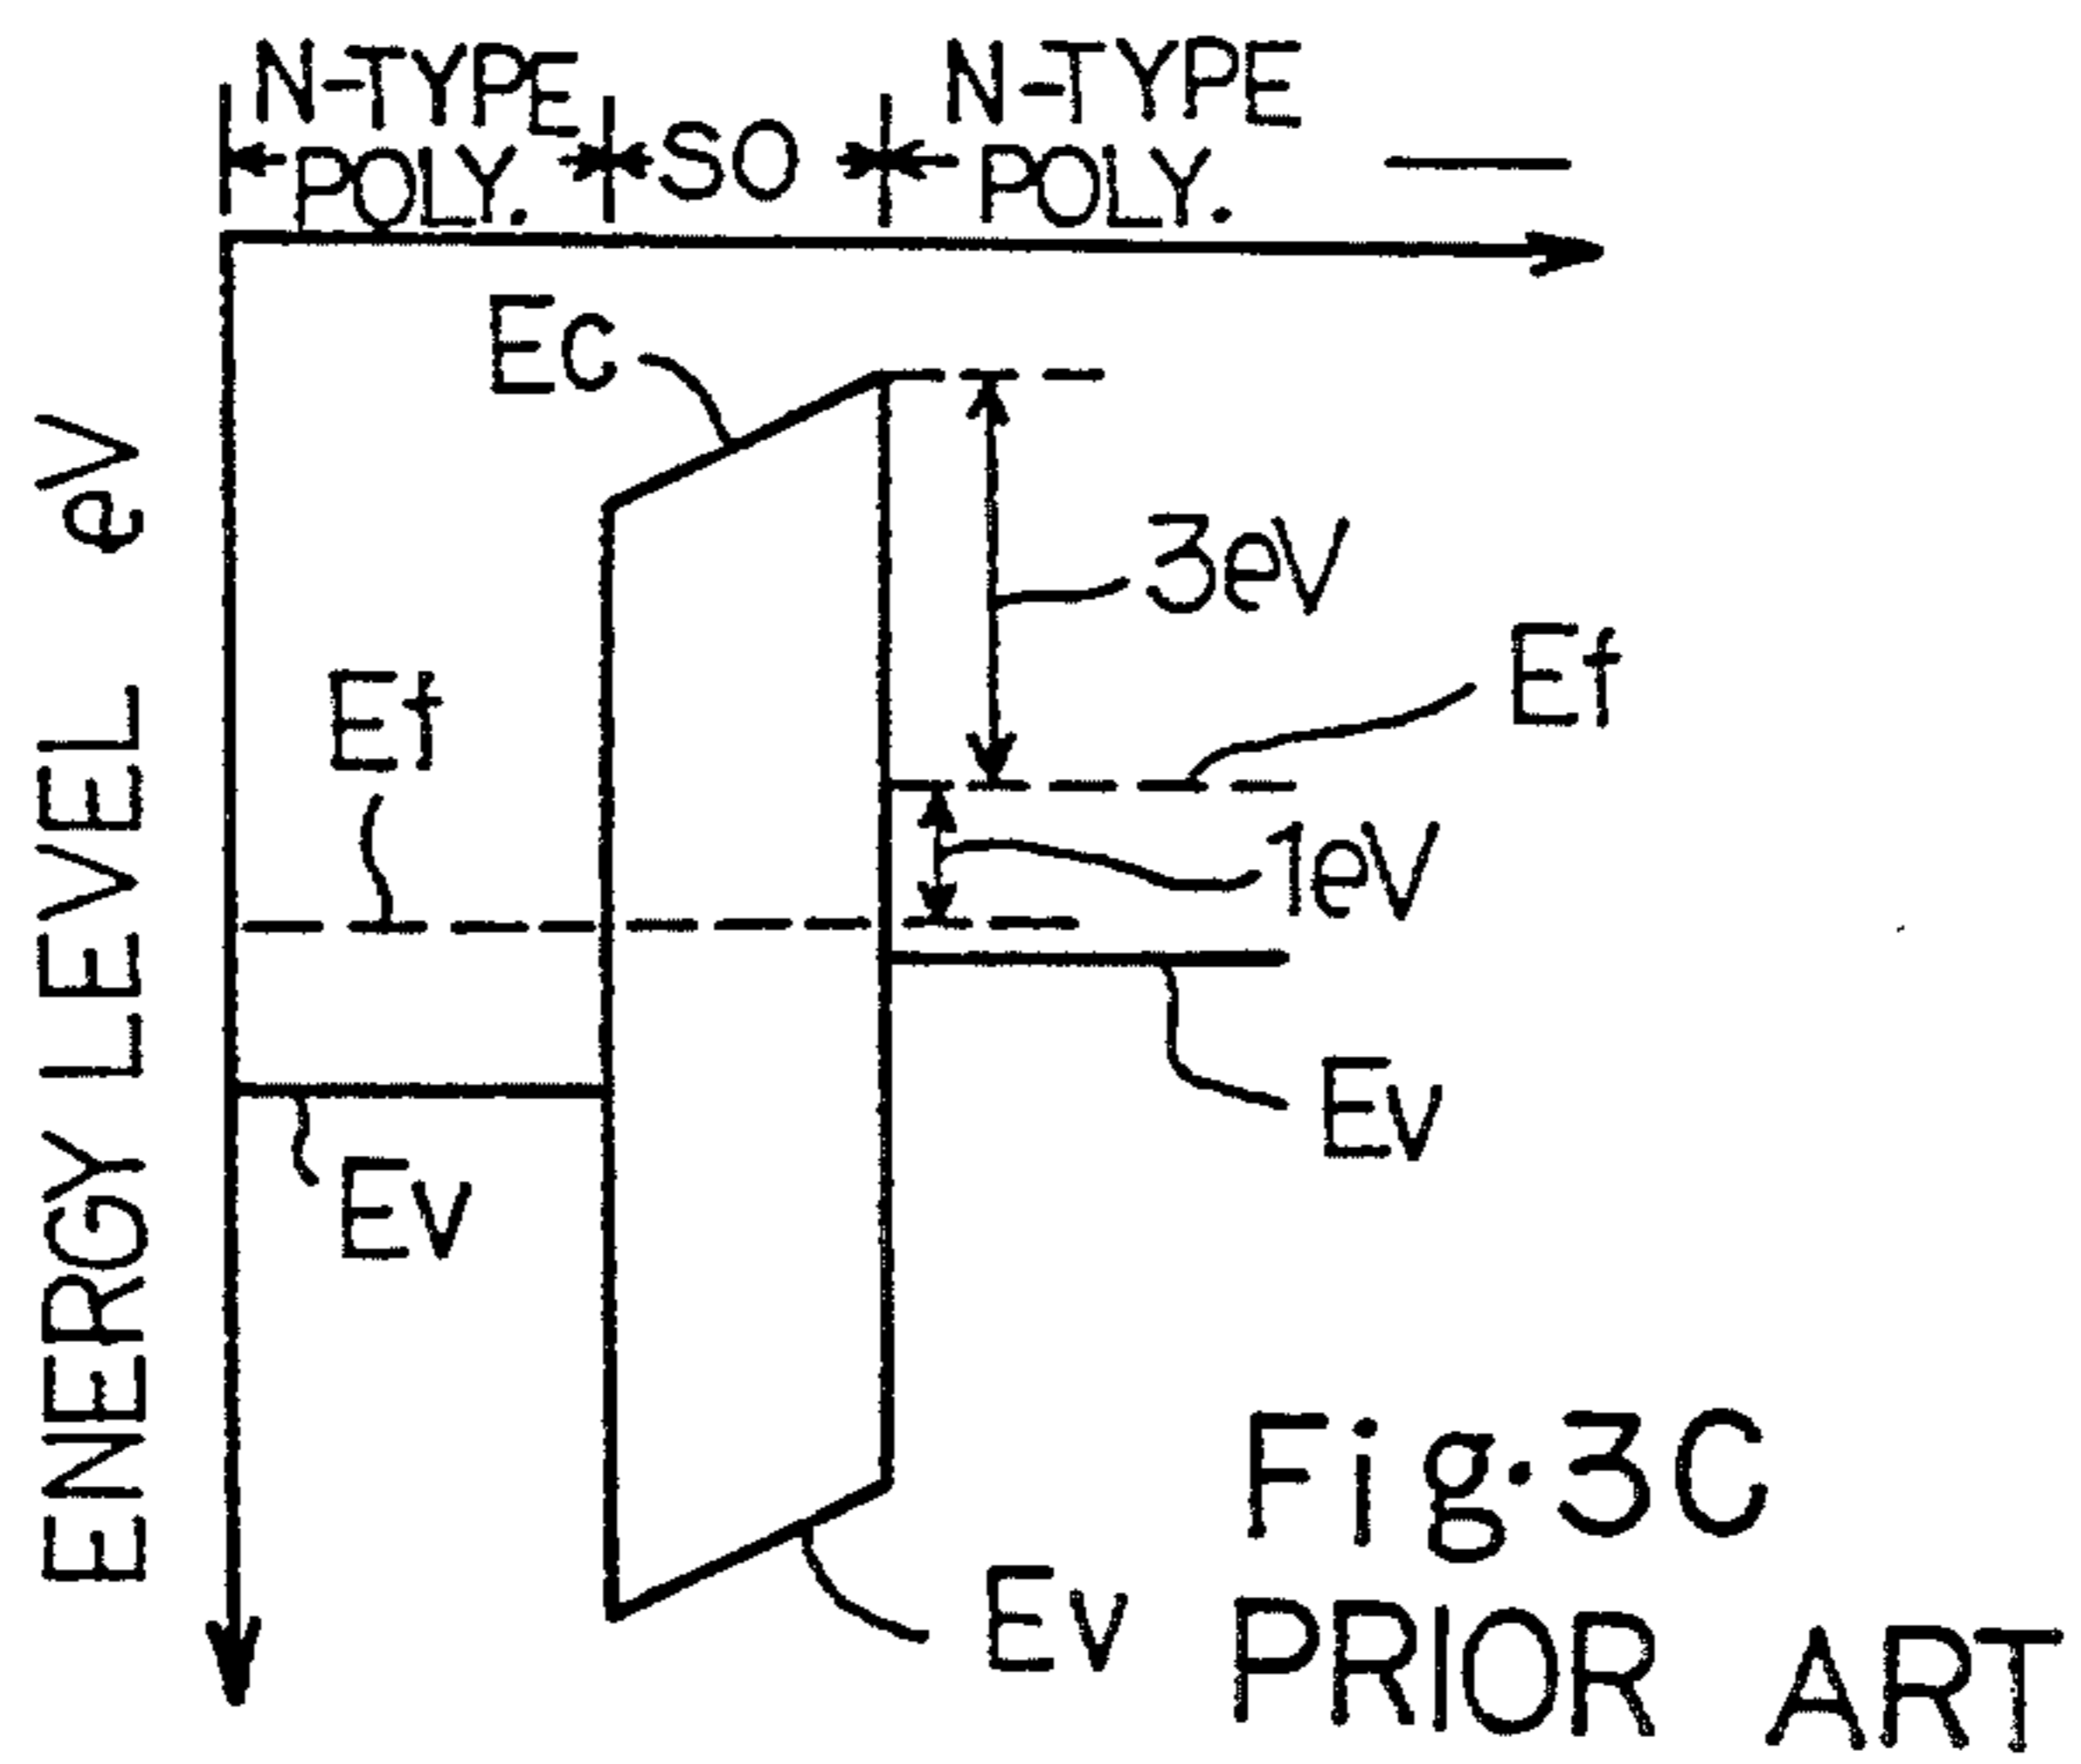 N-TYPE
POLY.
SO
N-TYPE
POLY.
Ec
3eV
Ef
Ef
1eV
Ev
Ev
Ev
ENERGY LEVEL eV
Fig.3C
PRIOR ART